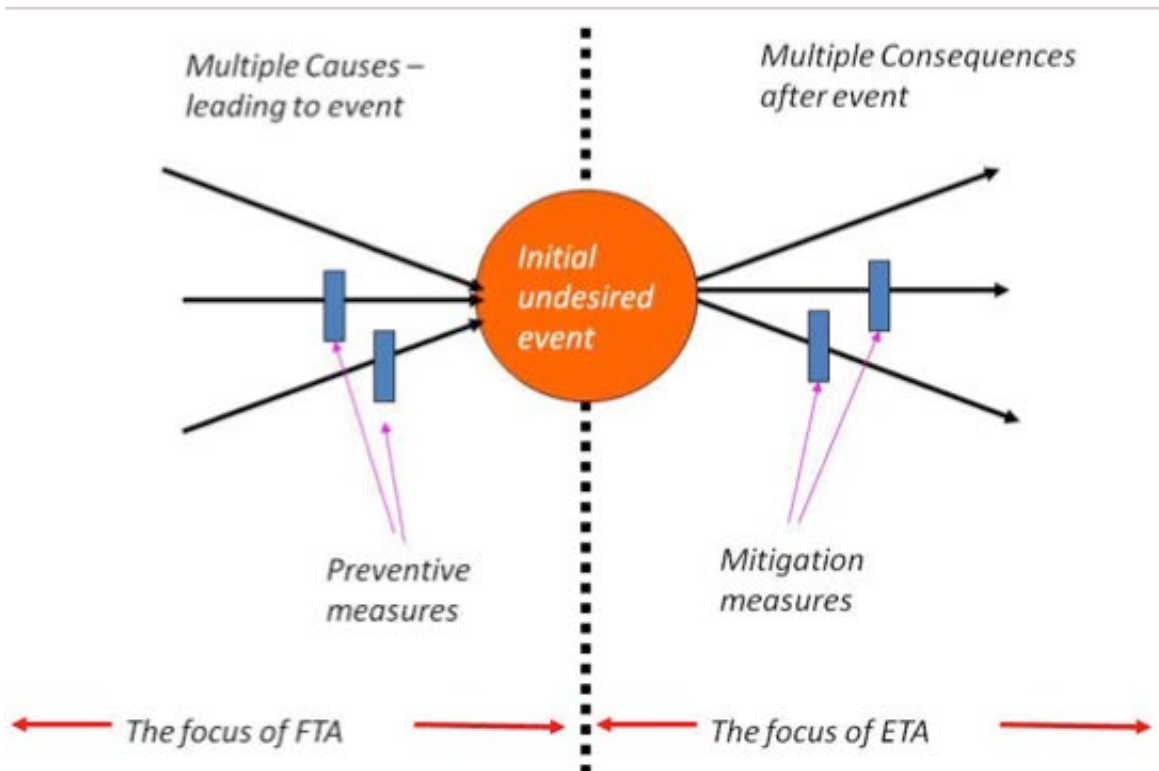 Multiple Causes –
leading to event
Multiple Consequences
after event
Initial
undesired
event
Preventive
measures
Mitigation
measures
The focus of FTA
The focus of ETA